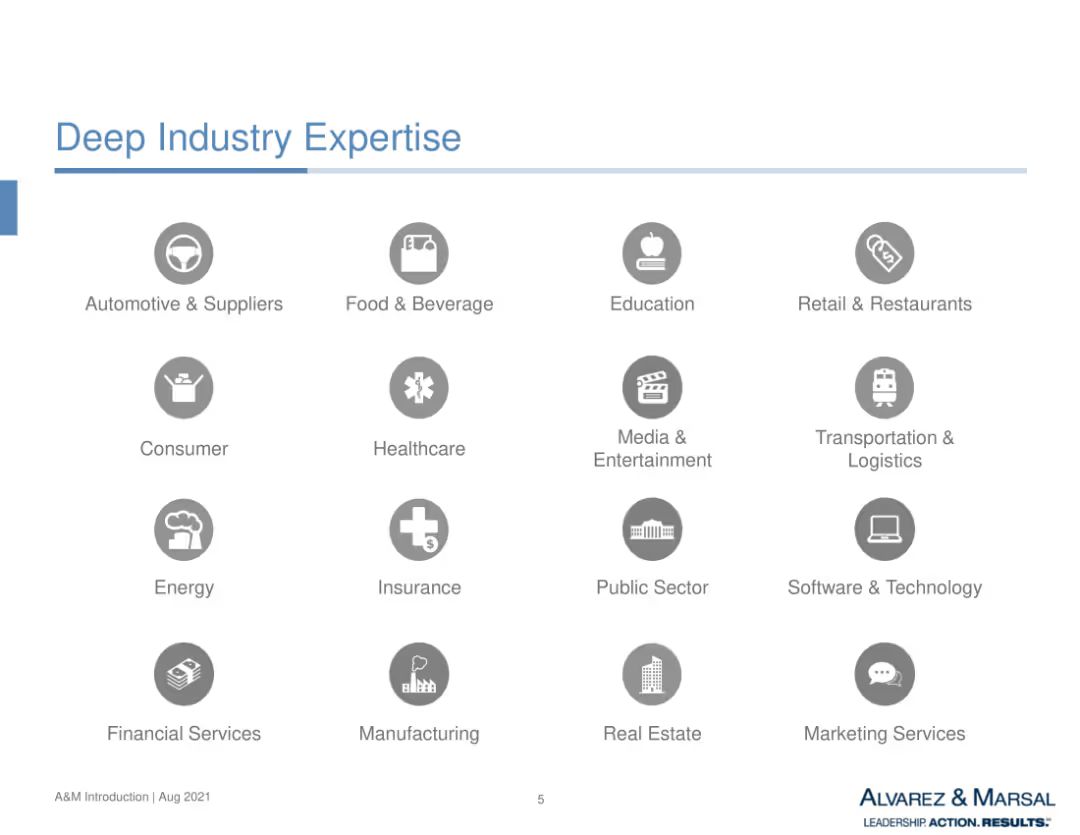 Deep Industry Expertise
Automotive & Suppliers
Food & Beverage
Education
$
Retail & Restaurants
Consumer
Healthcare
Media &
Entertainment
Transportation &
Logistics
$
Energy
Insurance
Public Sector
Software & Technology
Financial Services
Manufacturing
Real Estate
Marketing Services
A&M Introduction | Aug 2021
5
ALVAREZ & MARSAL
LEADERSHIP. ACTION. RESULTS.